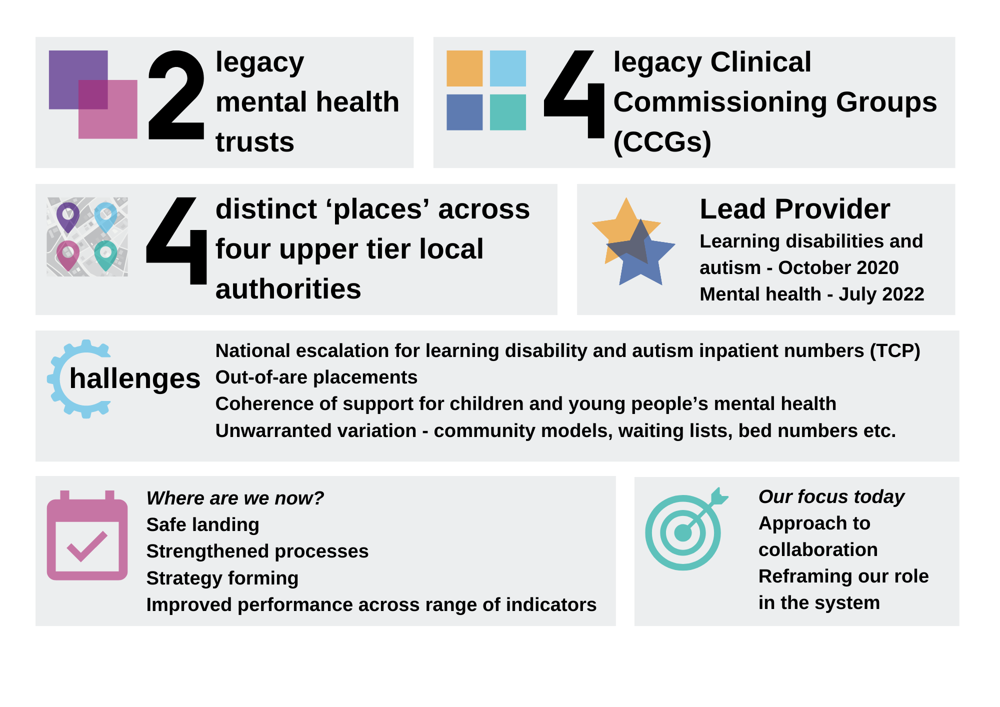 2 legacy
mental health
trusts
4 legacy Clinical
Commissioning Groups
(CCGs)
4 distinct ‘places’ across
four upper tier local
authorities
Lead Provider
Learning disabilities and
autism - October 2020
Mental health - July 2022
hallenges
National escalation for learning disability and autism inpatient numbers (TCP)
Out-of-are placements
Coherence of support for children and young people’s mental health
Unwarranted variation - community models, waiting lists, bed numbers etc.
Where are we now?
Safe landing
Strengthened processes
Strategy forming
Improved performance across range of indicators
Our focus today
Approach to
collaboration
Reframing our role
in the system